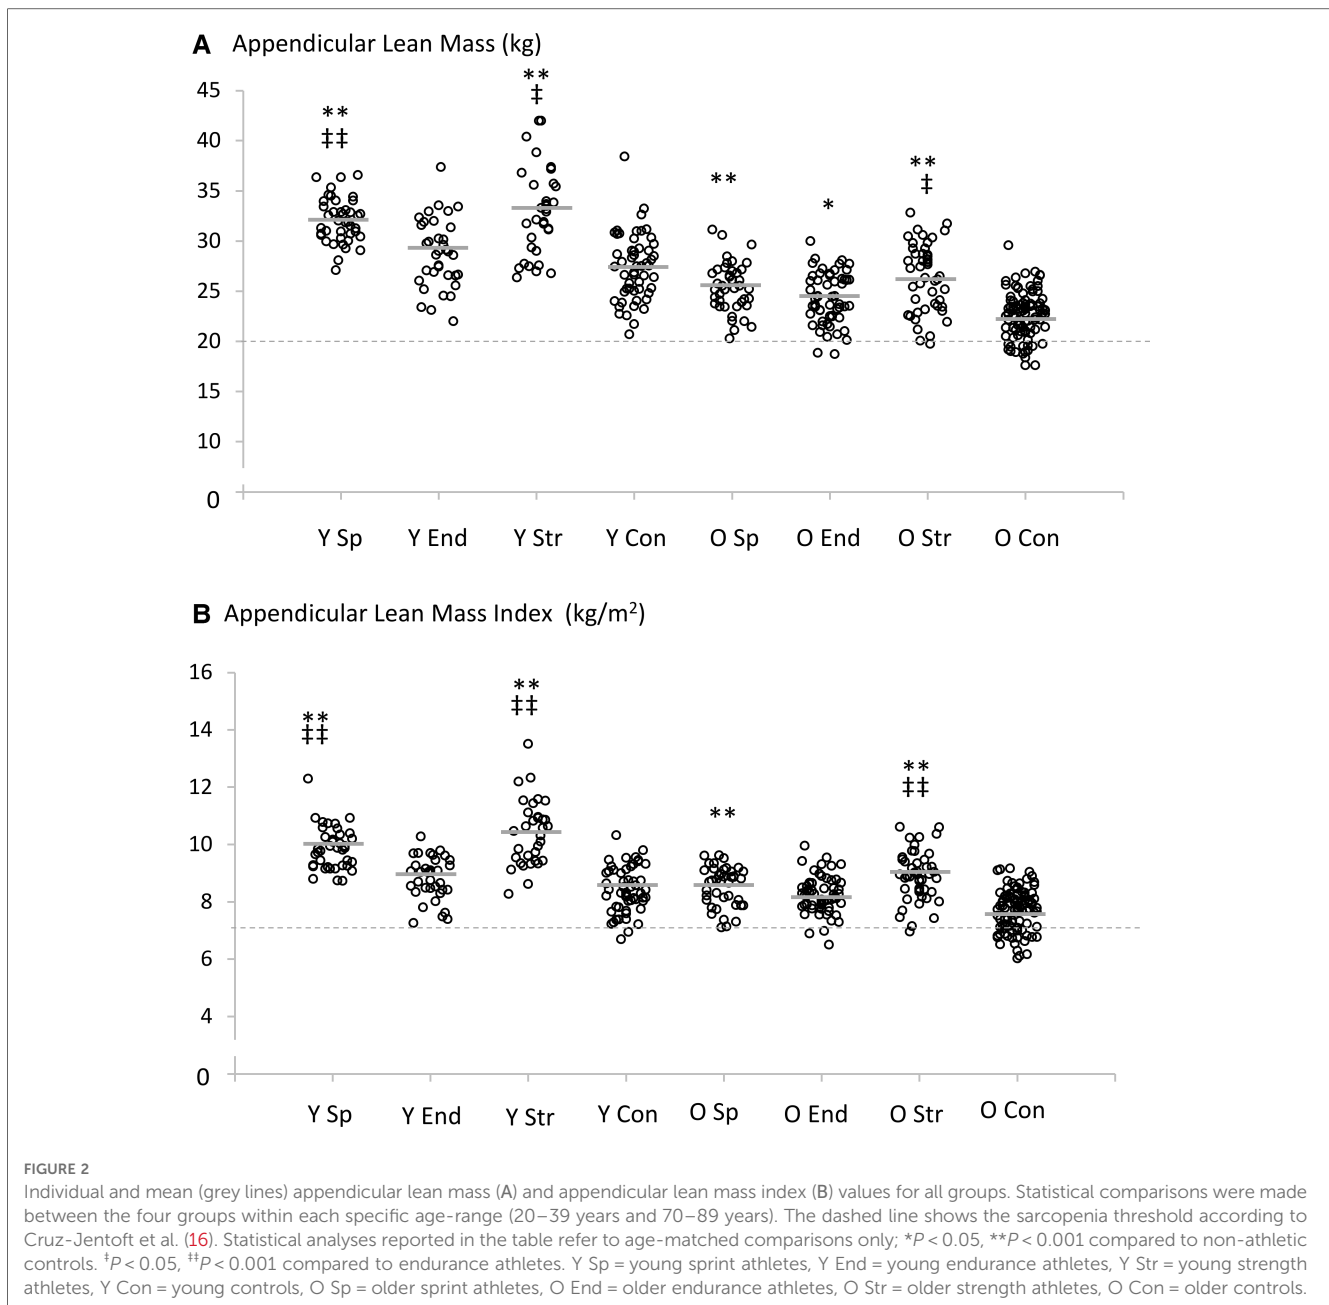 A Appendicular Lean Mass (kg)
45
40
35
30
25
20
15
10
0
** ‡‡
** ‡
**
*
** ‡
Y Sp Y End Y Str Y Con O Sp O End O Str O Con
B Appendicular Lean Mass Index (kg/m²)
16
14
12
10
8
6
4
0
** ‡‡
** ‡‡
**
** ‡‡
Y Sp Y End Y Str Y Con O Sp O End O Str O Con
FIGURE 2
Individual and mean (grey lines) appendicular lean mass (A) and appendicular lean mass index (B) values for all groups. Statistical comparisons were made
between the four groups within each specific age-range (20–39 years and 70–89 years). The dashed line shows the sarcopenia threshold according to
Cruz-Jentoft et al. (16). Statistical analyses reported in the table refer to age-matched comparisons only; *P < 0.05, **P < 0.001 compared to non-athletic
controls. ‡P < 0.05, ‡‡P < 0.001 compared to endurance athletes. Y Sp = young sprint athletes, Y End = young endurance athletes, Y Str = young strength
athletes, Y Con = young controls, O Sp = older sprint athletes, O End = older endurance athletes, O Str = older strength athletes, O Con = older controls.